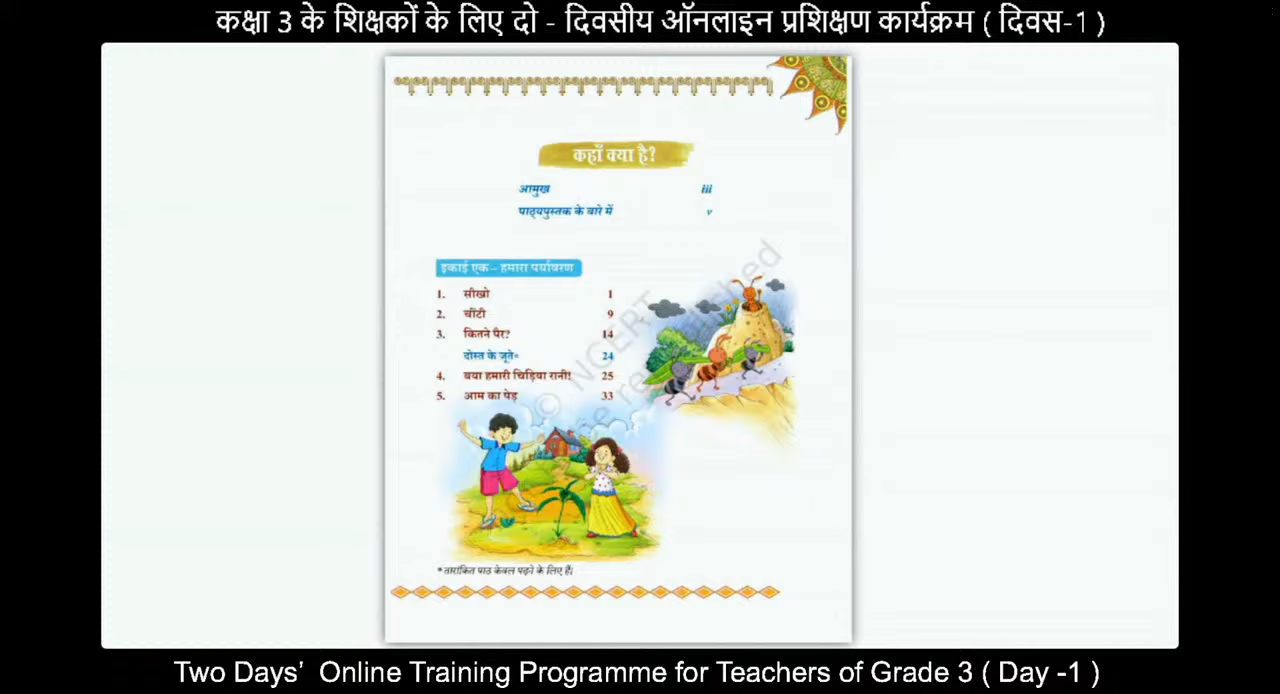 कक्षा 3 के शिक्षकों के लिए दो - दिवसीय ऑनलाइन प्रशिक्षण कार्यक्रम ( दिवस-1 )
कहाँ क्या है?
आमुख iii
पाठ्यपुस्तक के बारे में v
इकाई एक – हमारा पर्यावरण
1. सीखो 1
2. चींटी 9
3. कितने पैर? 14
दोस्त के जूते* 24
4. बया हमारी चिड़िया रानी! 25
5. आम का पेड़ 33
© NCERT
* तारांकित पाठ केवल पढ़ने के लिए हैं।
Two Days’ Online Training Programme for Teachers of Grade 3 ( Day -1 )